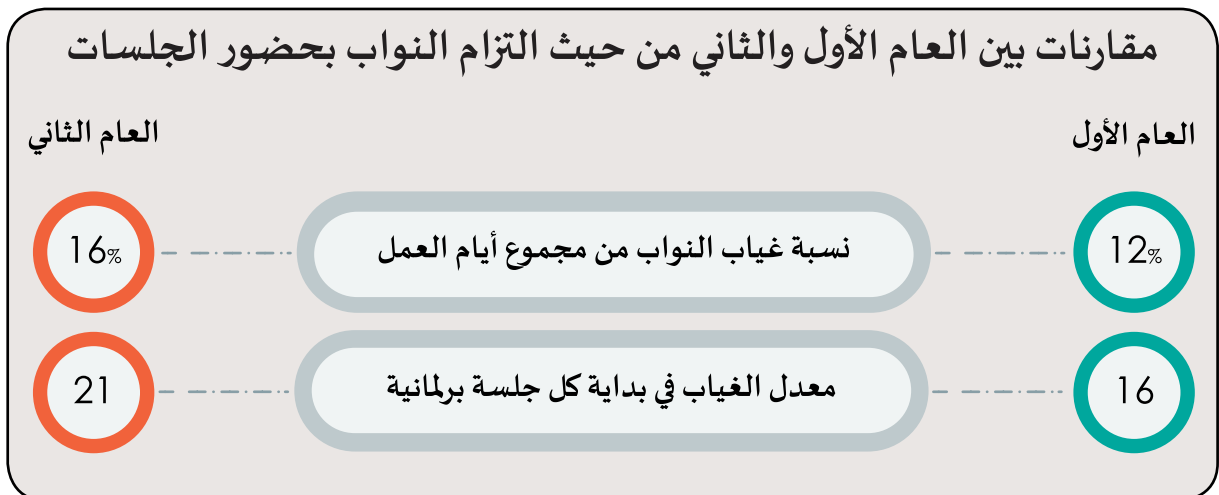 مقارنات بين العام الأول والثاني من حيث التزام النواب بحضور الجلسات
العام الأول
العام الثاني
12%
نسبة غياب النواب من مجموع أيام العمل
16%
16
معدل الغياب في بداية كل جلسة برلمانية
21